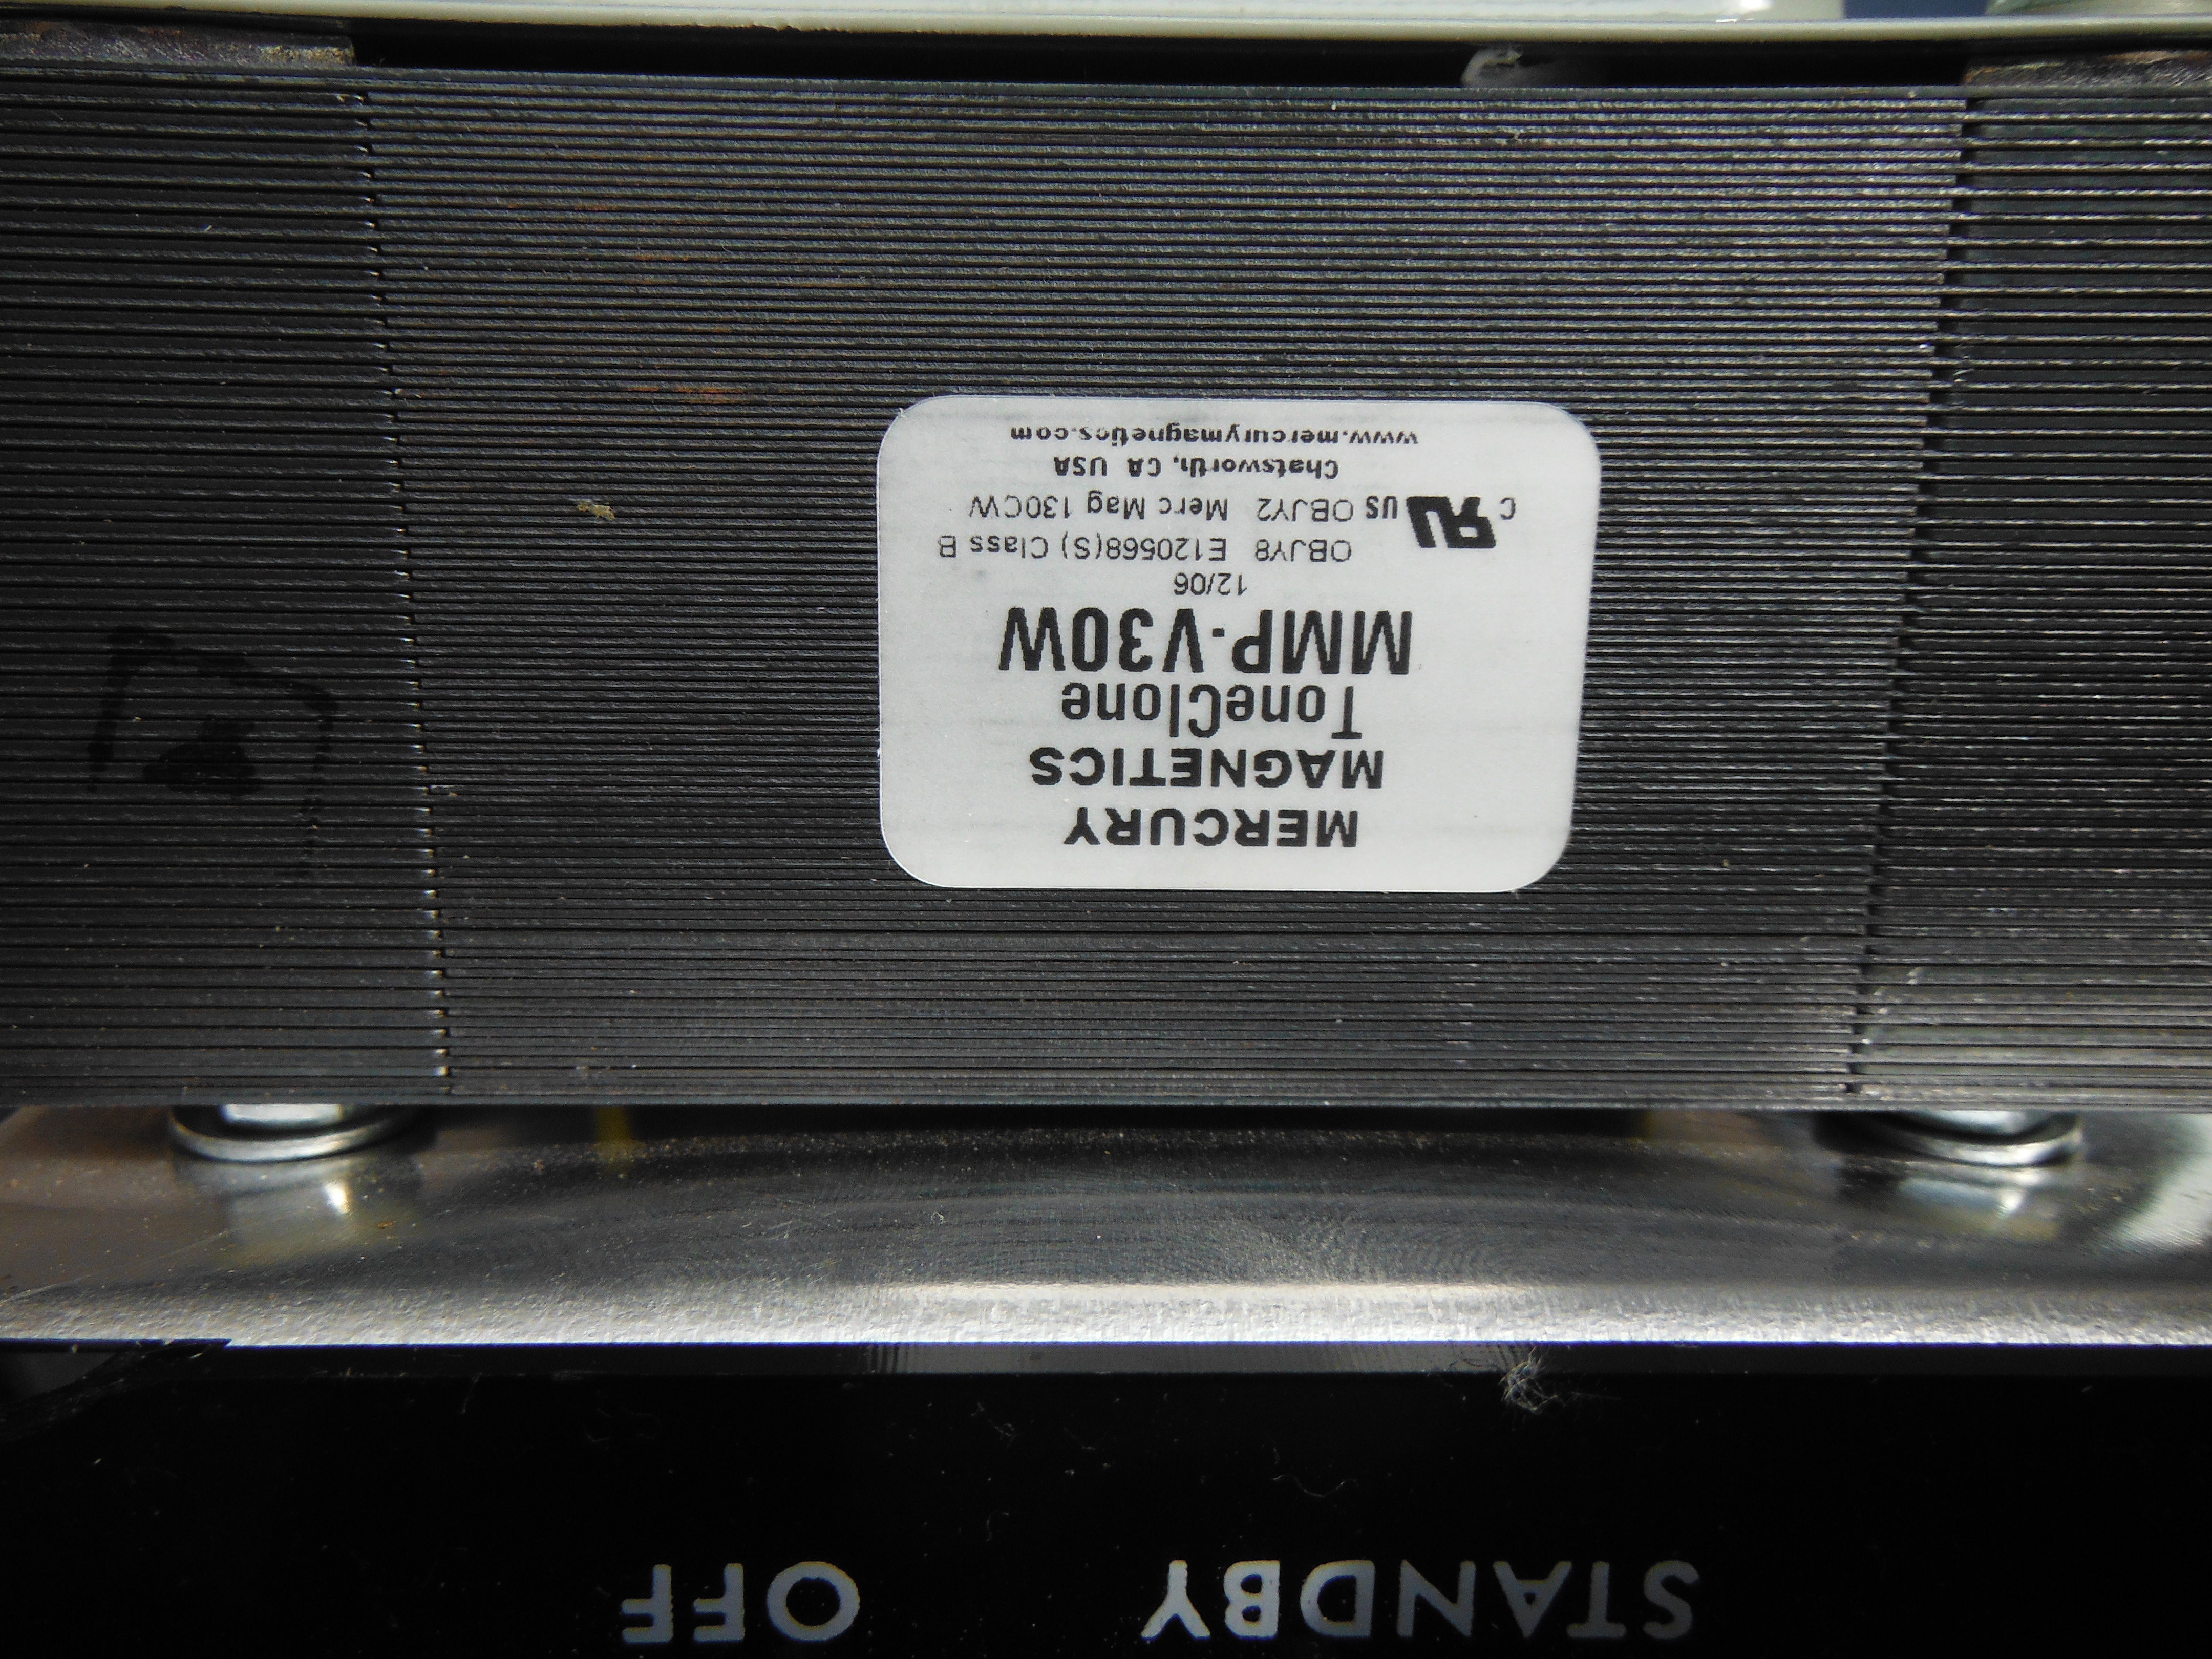 STANDBY OFF
MERCURY
MAGNETICS
ToneClone
MMP-V30W
12/06
OBJY8 E120568(S) Class B
C RU US OBJY2 Merc Mag 130CW
Chatsworth, CA USA
www.mercurymagnetics.com